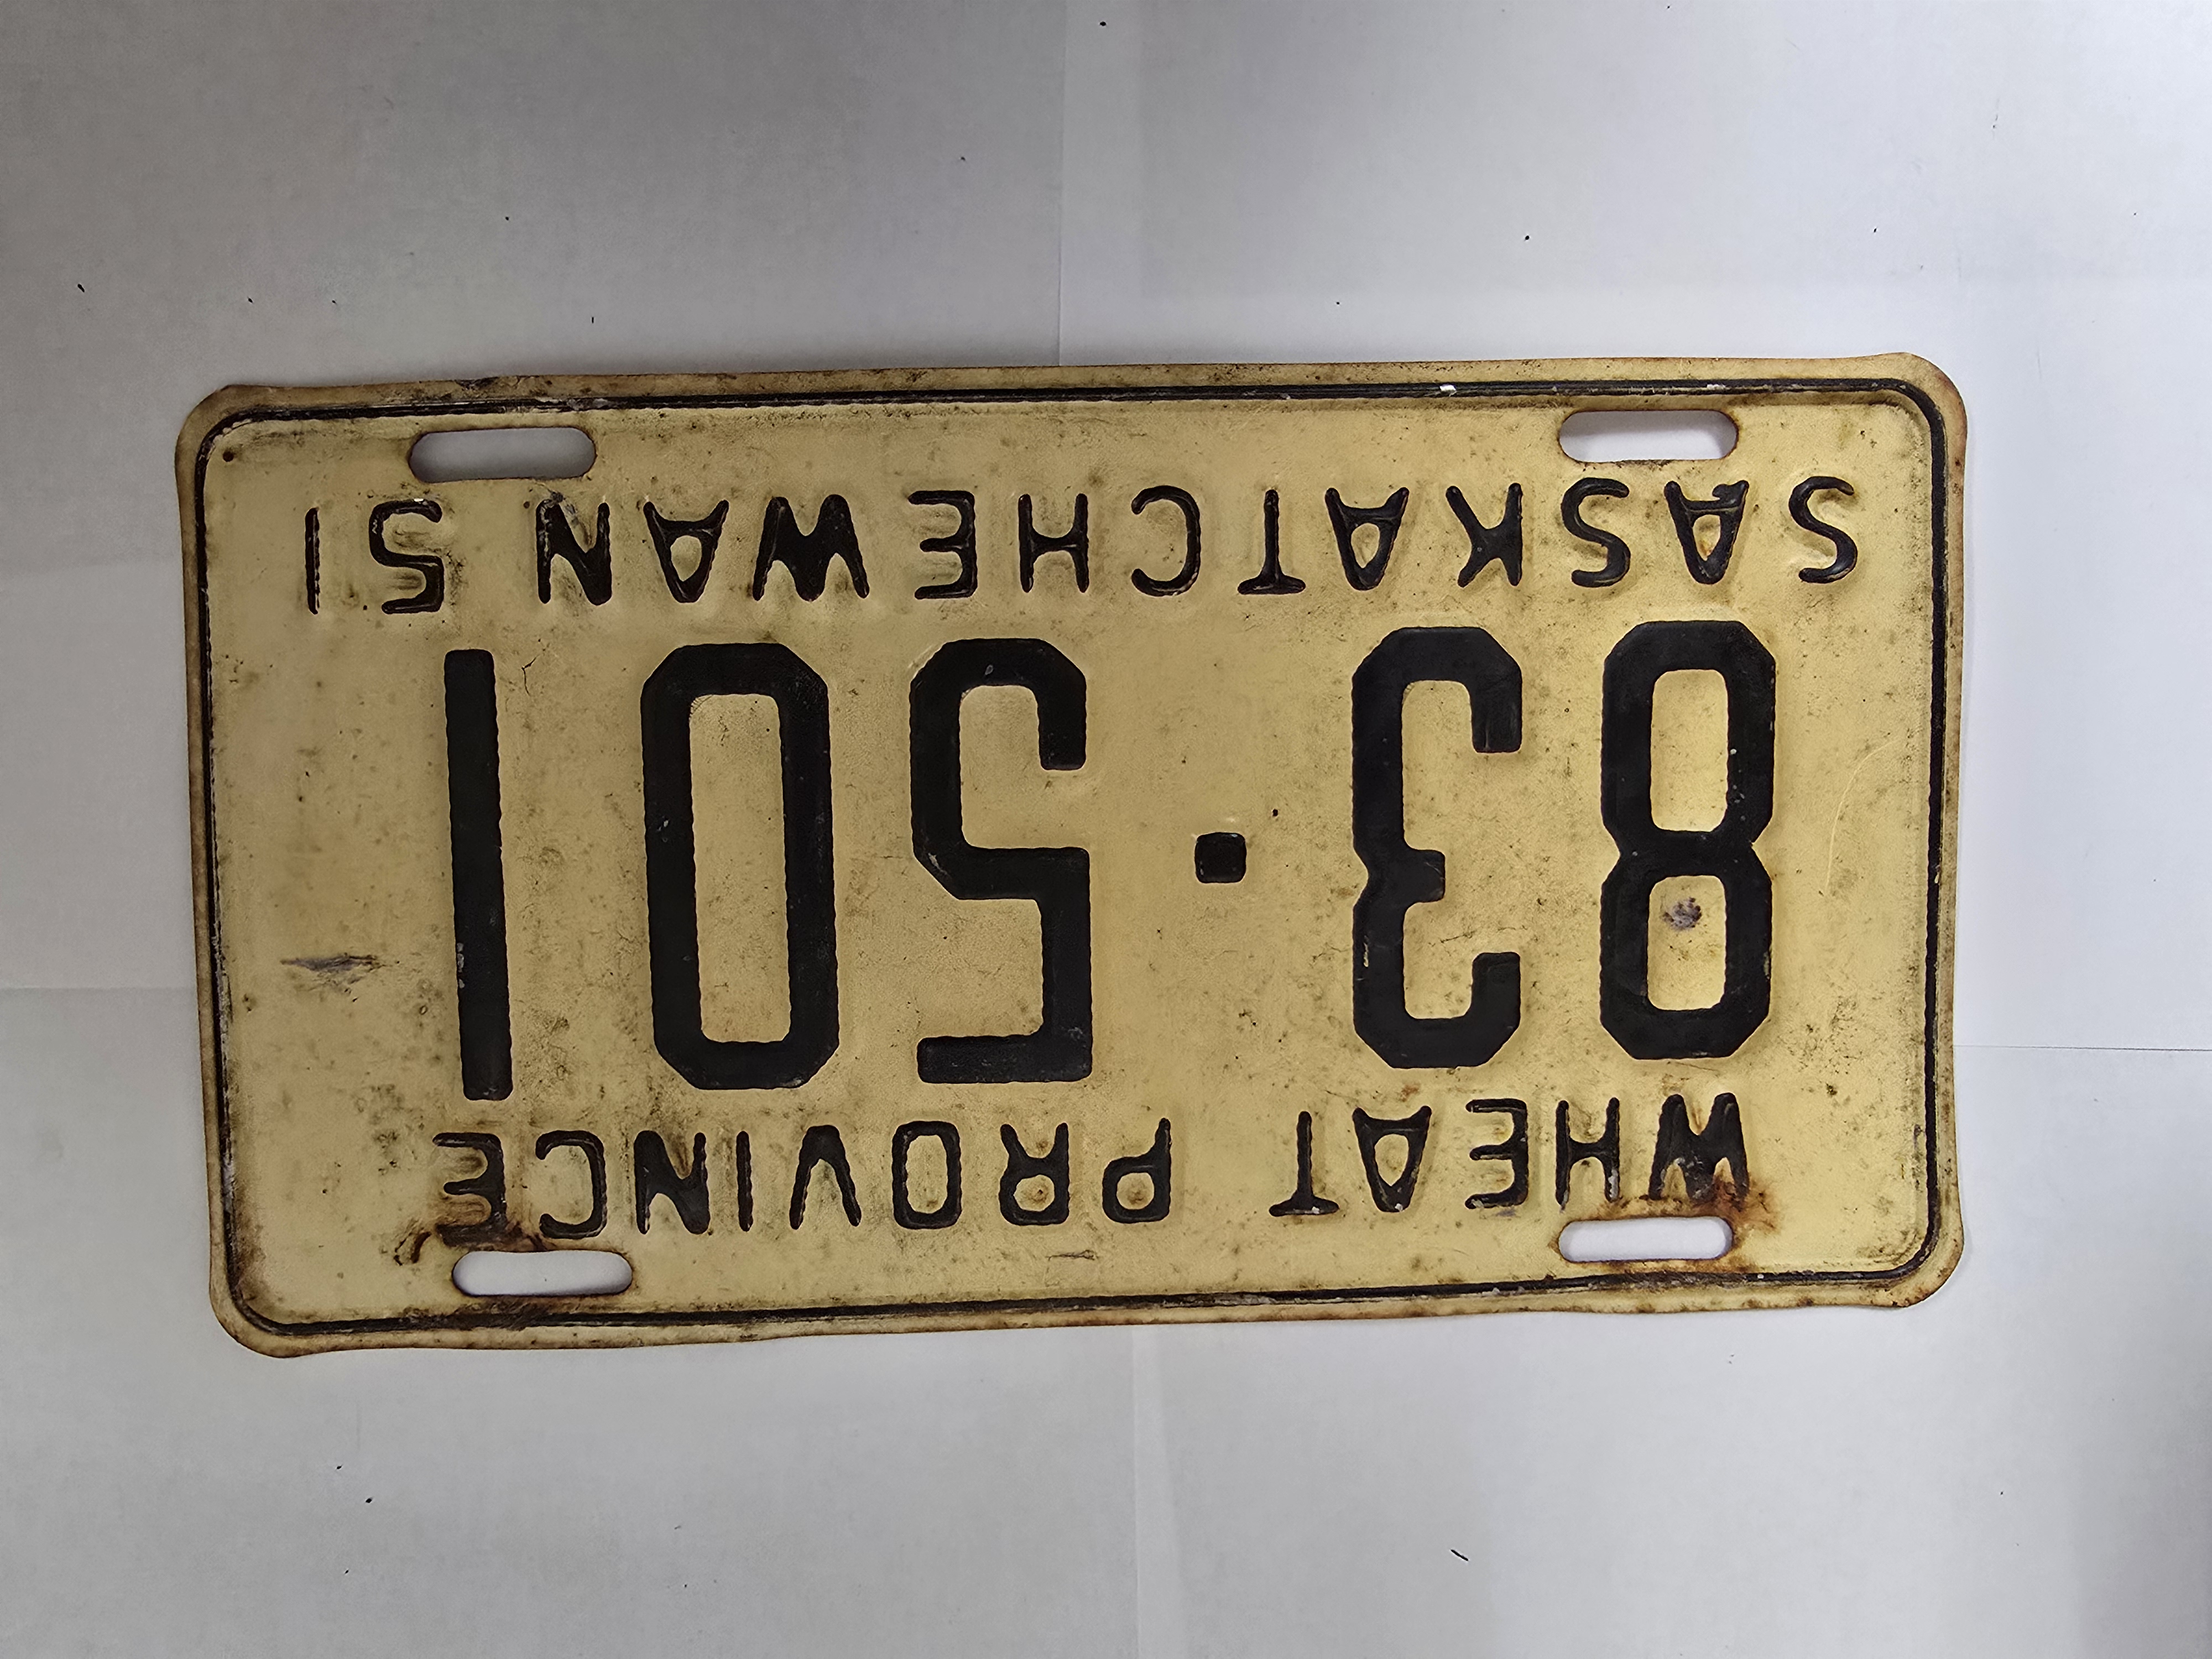 WHEAT PROVINCE
83·501
SASKATCHEWAN 51